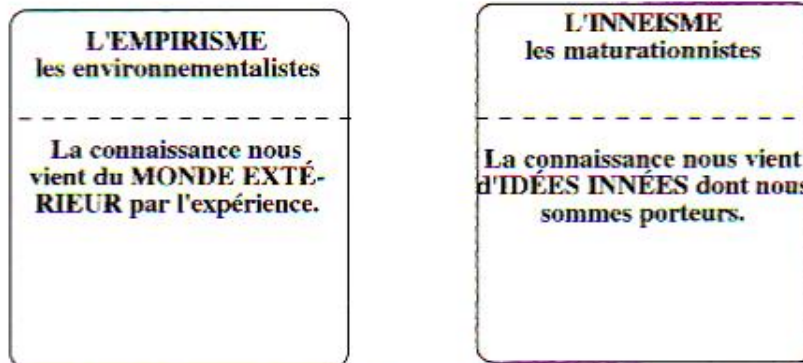 L'EMPIRISME
les environnementalistes
La connaissance nous
vient du MONDE EXTÉ-
RIEUR par l'expérience.
L'INNEISME
les maturationnistes
La connaissance nous vient
d'IDÉES INNÉES dont nous
sommes porteurs.